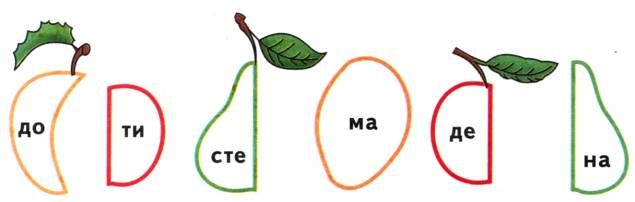 до ти сте ма де на